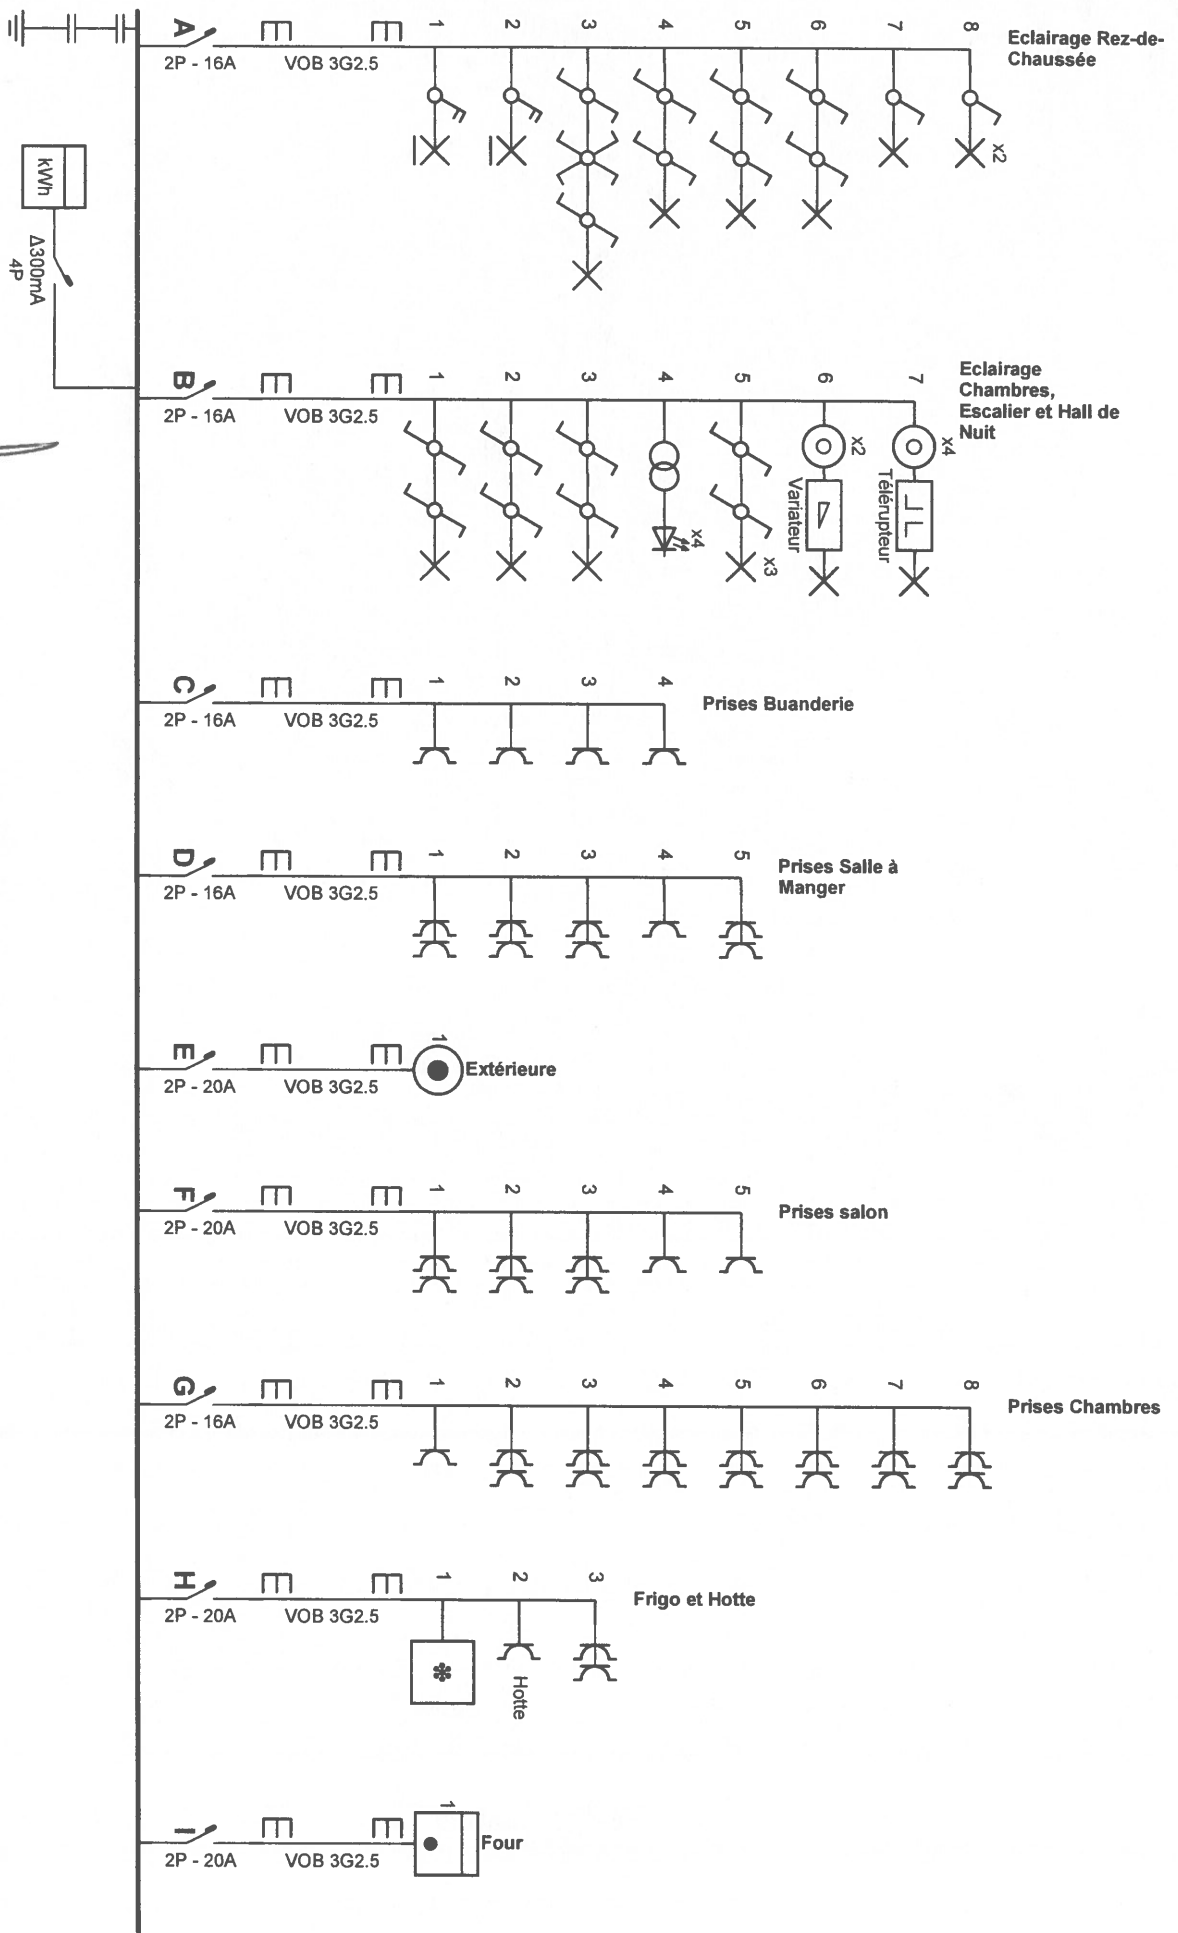 A
1
2
3
4
5
6
7
8
Eclairage Rez-de-
Chaussée
2P - 16A
VOB 3G2.5
x2
kWh
Δ300mA
4P
B
1
2
3
4
5
6
7
Eclairage
Chambres,
Escalier et Hall de
Nuit
2P - 16A
VOB 3G2.5
x4
x3
x2
Variateur
x4
Télérupteur
C
1
2
3
4
Prises Buanderie
2P - 16A
VOB 3G2.5
D
1
2
3
4
5
Prises Salle à
Manger
2P - 16A
VOB 3G2.5
E
1
Extérieure
2P - 20A
VOB 3G2.5
F
1
2
3
4
5
Prises salon
2P - 20A
VOB 3G2.5
G
1
2
3
4
5
6
7
8
Prises Chambres
2P - 16A
VOB 3G2.5
H
1
2
3
Frigo et Hotte
2P - 20A
VOB 3G2.5
*
Hotte
I
1
Four
2P - 20A
VOB 3G2.5